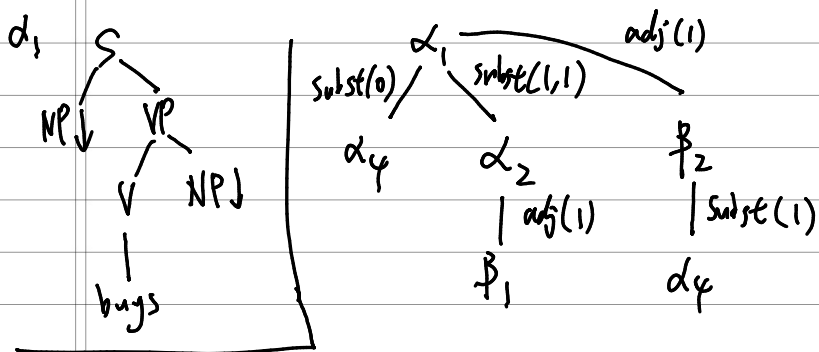 α₁ S α₁ adj(1)
subst(0) subst(1,1)
NP↓ VP
α₄ α₂ β₂
V NP↓
adj(1) subst(1)
buys β₁ α₄